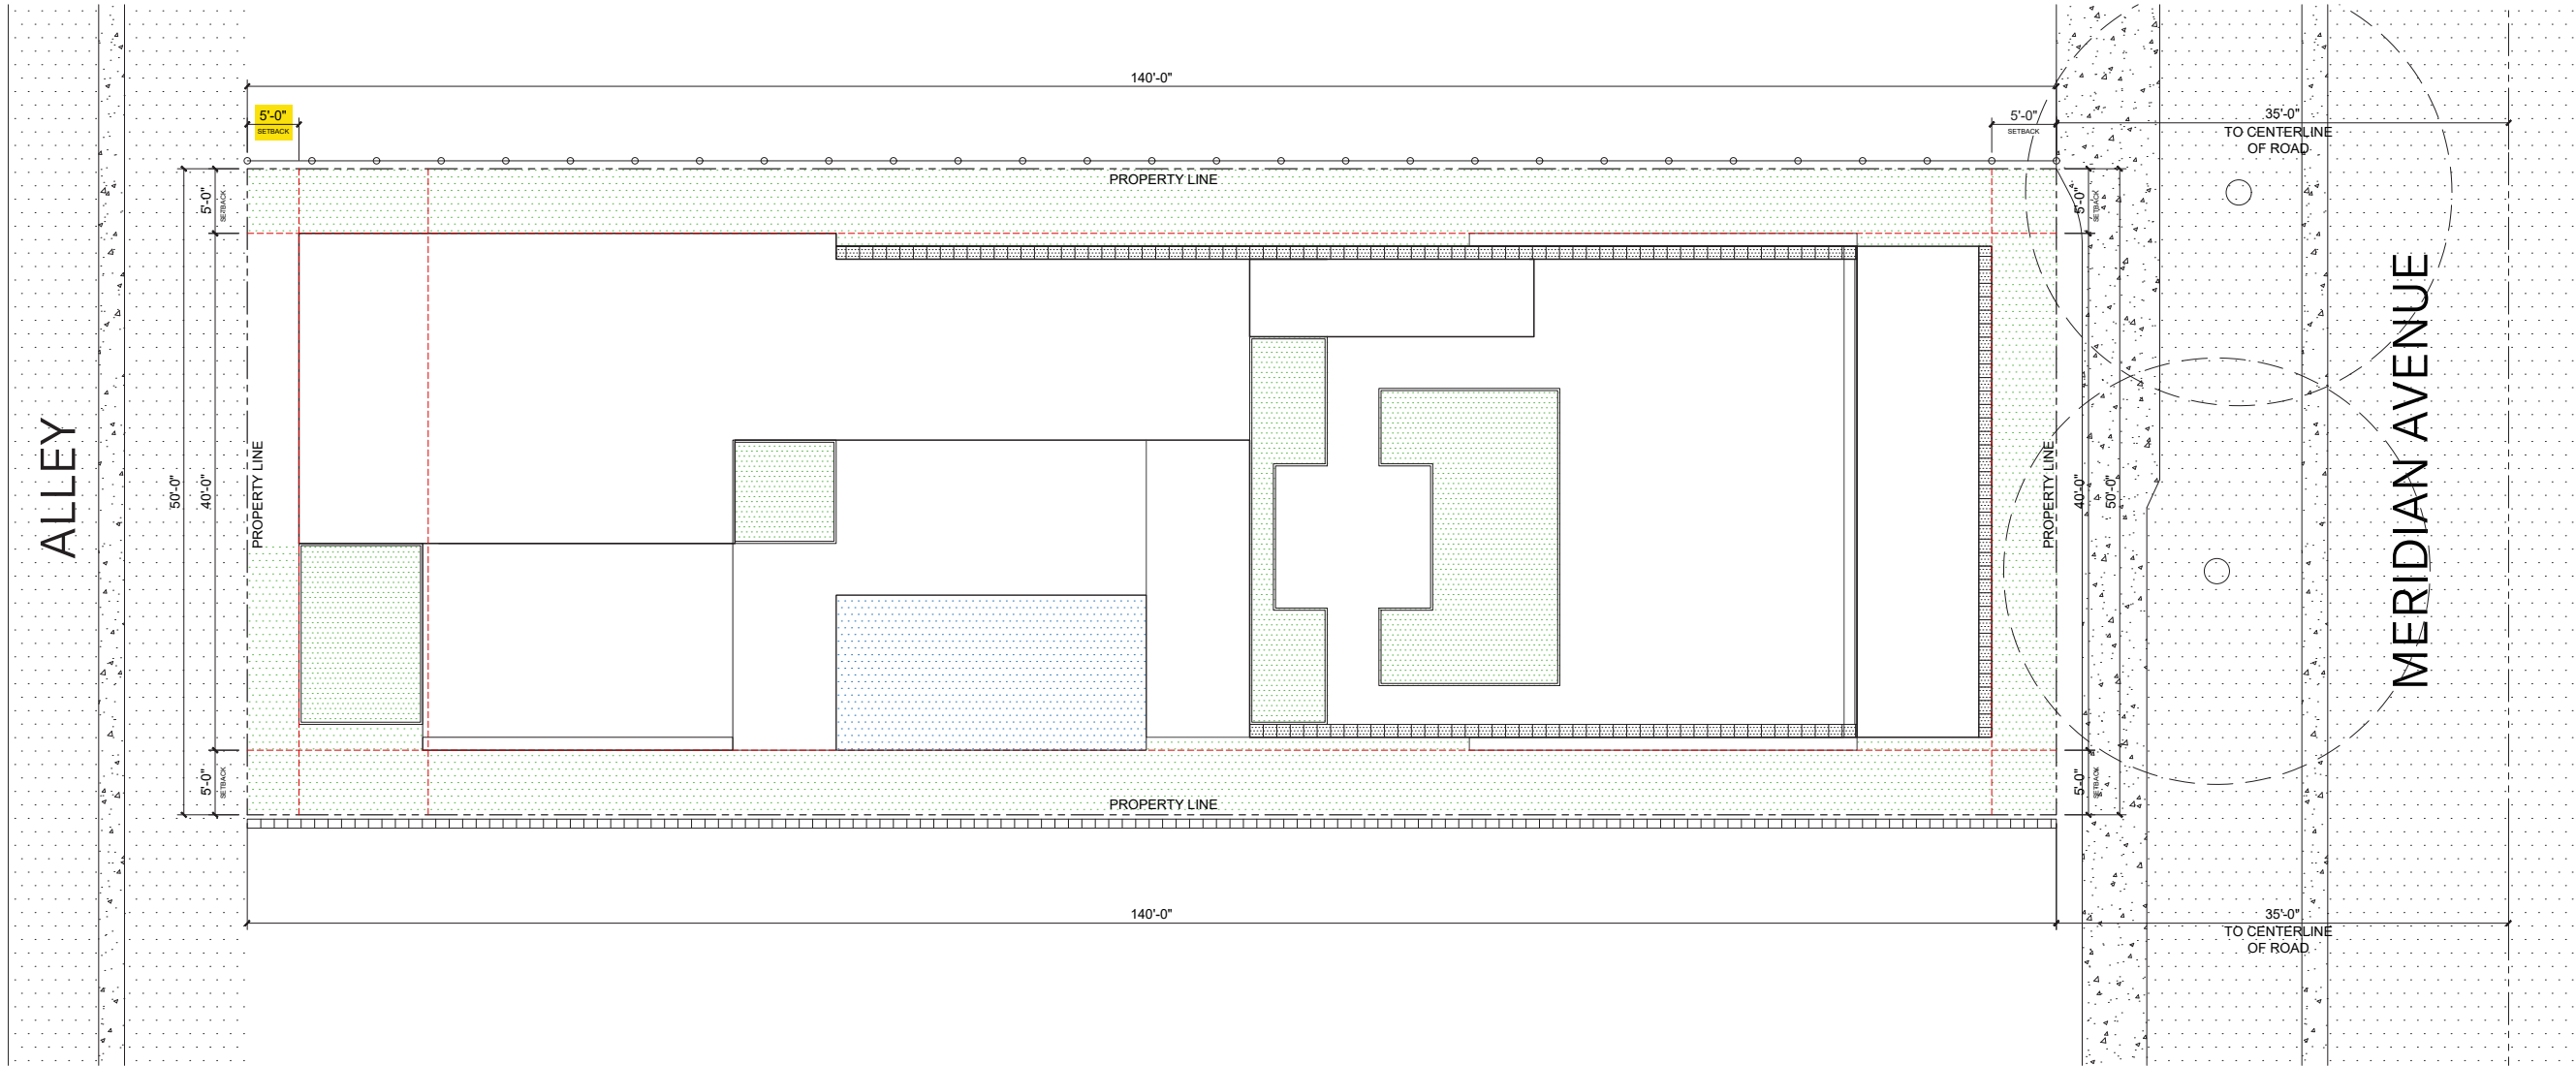 140'-0"
5'-0"
SETBACK
5'-0"
SETBACK
35'-0"
TO CENTERLINE
OF ROAD
PROPERTY LINE
5'-0"
SETBACK
5'-0"
SETBACK
ALLEY
50'-0"
40'-0"
PROPERTY LINE
PROPERTY LINE
40'-0"
50'-0"
MERIDIAN AVENUE
5'-0"
SETBACK
5'-0"
SETBACK
PROPERTY LINE
140'-0"
35'-0"
TO CENTERLINE
OF ROAD